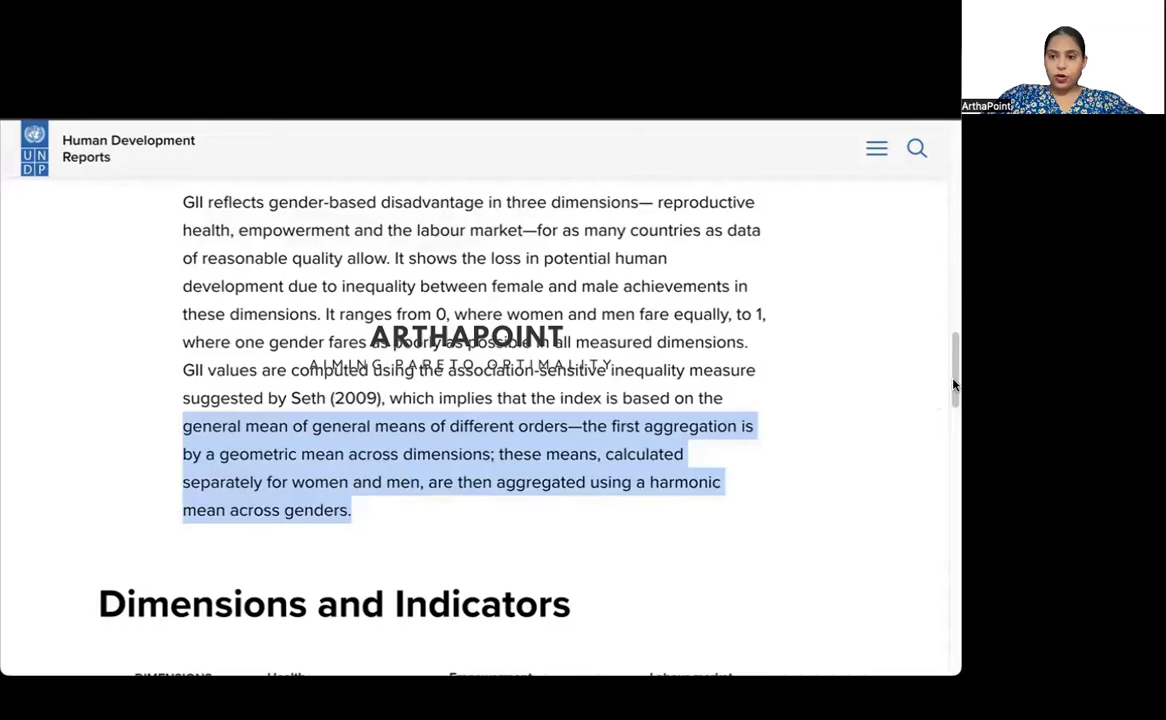 ArthaPoint
UN
DP
Human Development
Reports
GII reflects gender-based disadvantage in three dimensions— reproductive
health, empowerment and the labour market—for as many countries as data
of reasonable quality allow. It shows the loss in potential human
development due to inequality between female and male achievements in
these dimensions. It ranges from 0, where women and men fare equally, to 1,
where one gender fares as poorly as possible in all measured dimensions.
ARTHAPOINT
AIMING PARETO OPTIMALITY
GII values are computed using the association-sensitive inequality measure
suggested by Seth (2009), which implies that the index is based on the
general mean of general means of different orders—the first aggregation is
by a geometric mean across dimensions; these means, calculated
separately for women and men, are then aggregated using a harmonic
mean across genders.
Dimensions and Indicators
DIMENSIONS Health Empowerment Labour market